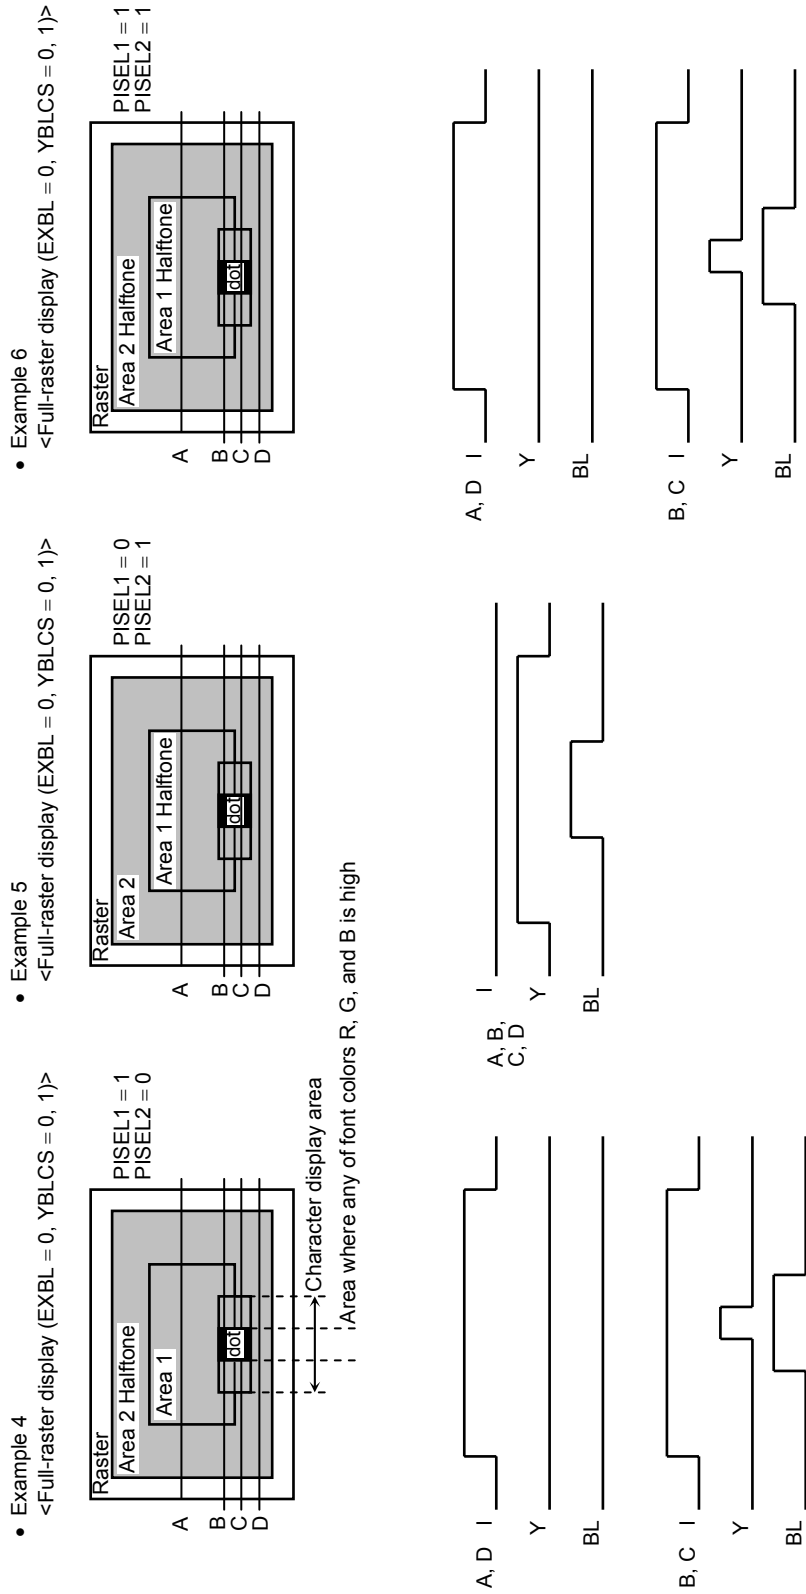 • Example 4
<Full-raster display (EXBL = 0, YBLCS = 0, 1)>
PISEL1 = 1
PISEL2 = 0
Raster
Area 2 Halftone
Area 1
dot
A
B
C
D
Character display area
Area where any of font colors R, G, and B is high
A, D
I
Y
BL
B, C
I
Y
BL
• Example 5
<Full-raster display (EXBL = 0, YBLCS = 0, 1)>
PISEL1 = 0
PISEL2 = 1
Raster
Area 2
Area 1 Halftone
dot
A
B
C
D
A, B,
C, D
I
Y
BL
• Example 6
<Full-raster display (EXBL = 0, YBLCS = 0, 1)>
PISEL1 = 1
PISEL2 = 1
Raster
Area 2 Halftone
Area 1 Halftone
dot
A
B
C
D
A, D
I
Y
BL
B, C
I
Y
BL